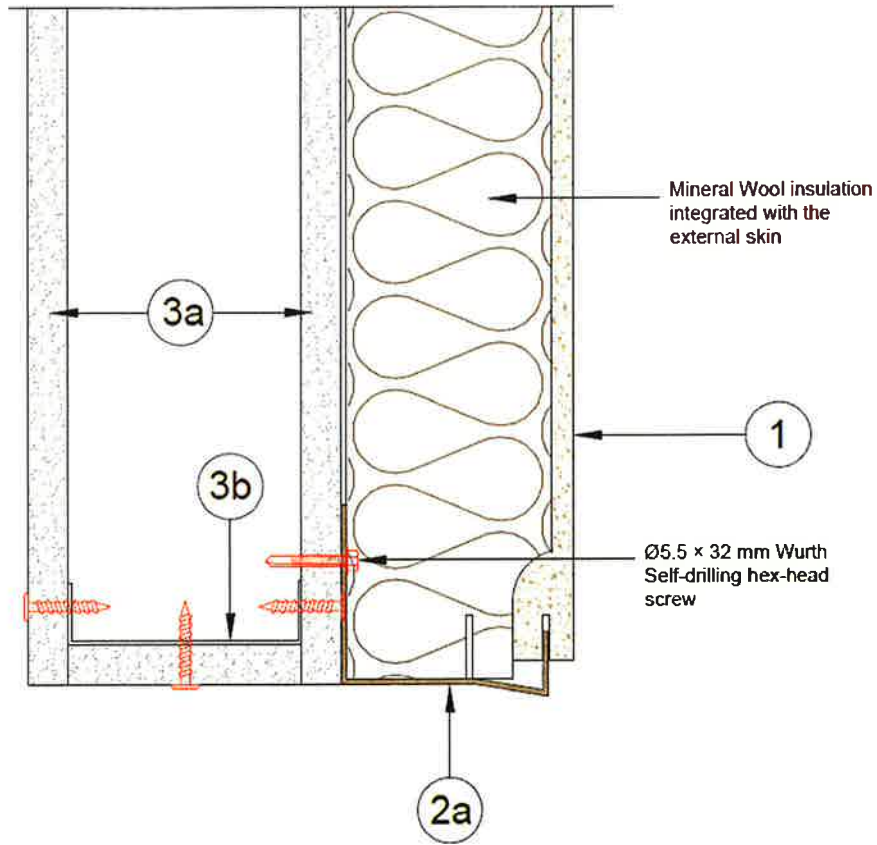 Mineral Wool insulation
integrated with the
external skin
3a
1
3b
Ø5.5 × 32 mm Wurth
Self-drilling hex-head
screw
2a